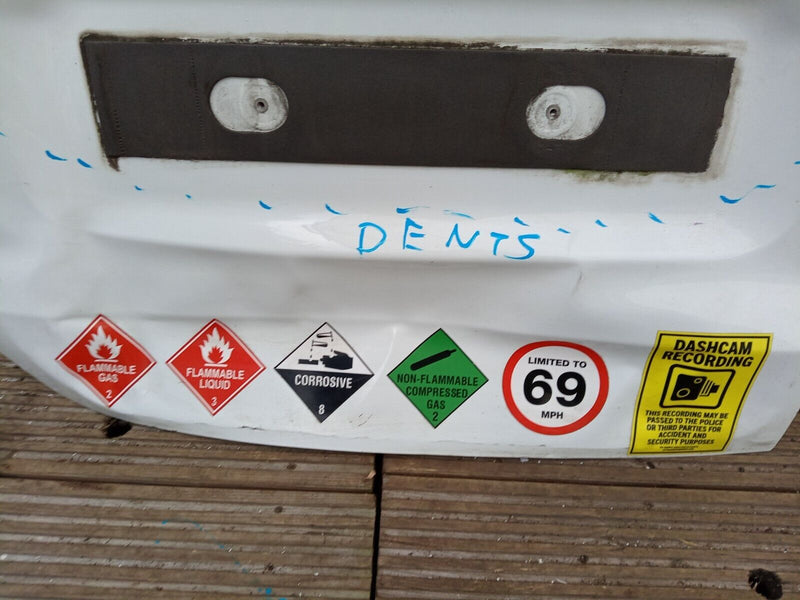 DENTS
FLAMMABLE
GAS
2
FLAMMABLE
LIQUID
3
CORROSIVE
8
NON-FLAMMABLE
COMPRESSED
GAS
2
LIMITED TO
69
MPH
DASHCAM
RECORDING
THIS RECORDING MAY BE
PASSED TO THE POLICE
OR THIRD PARTIES FOR
ACCIDENT AND
SECURITY PURPOSES